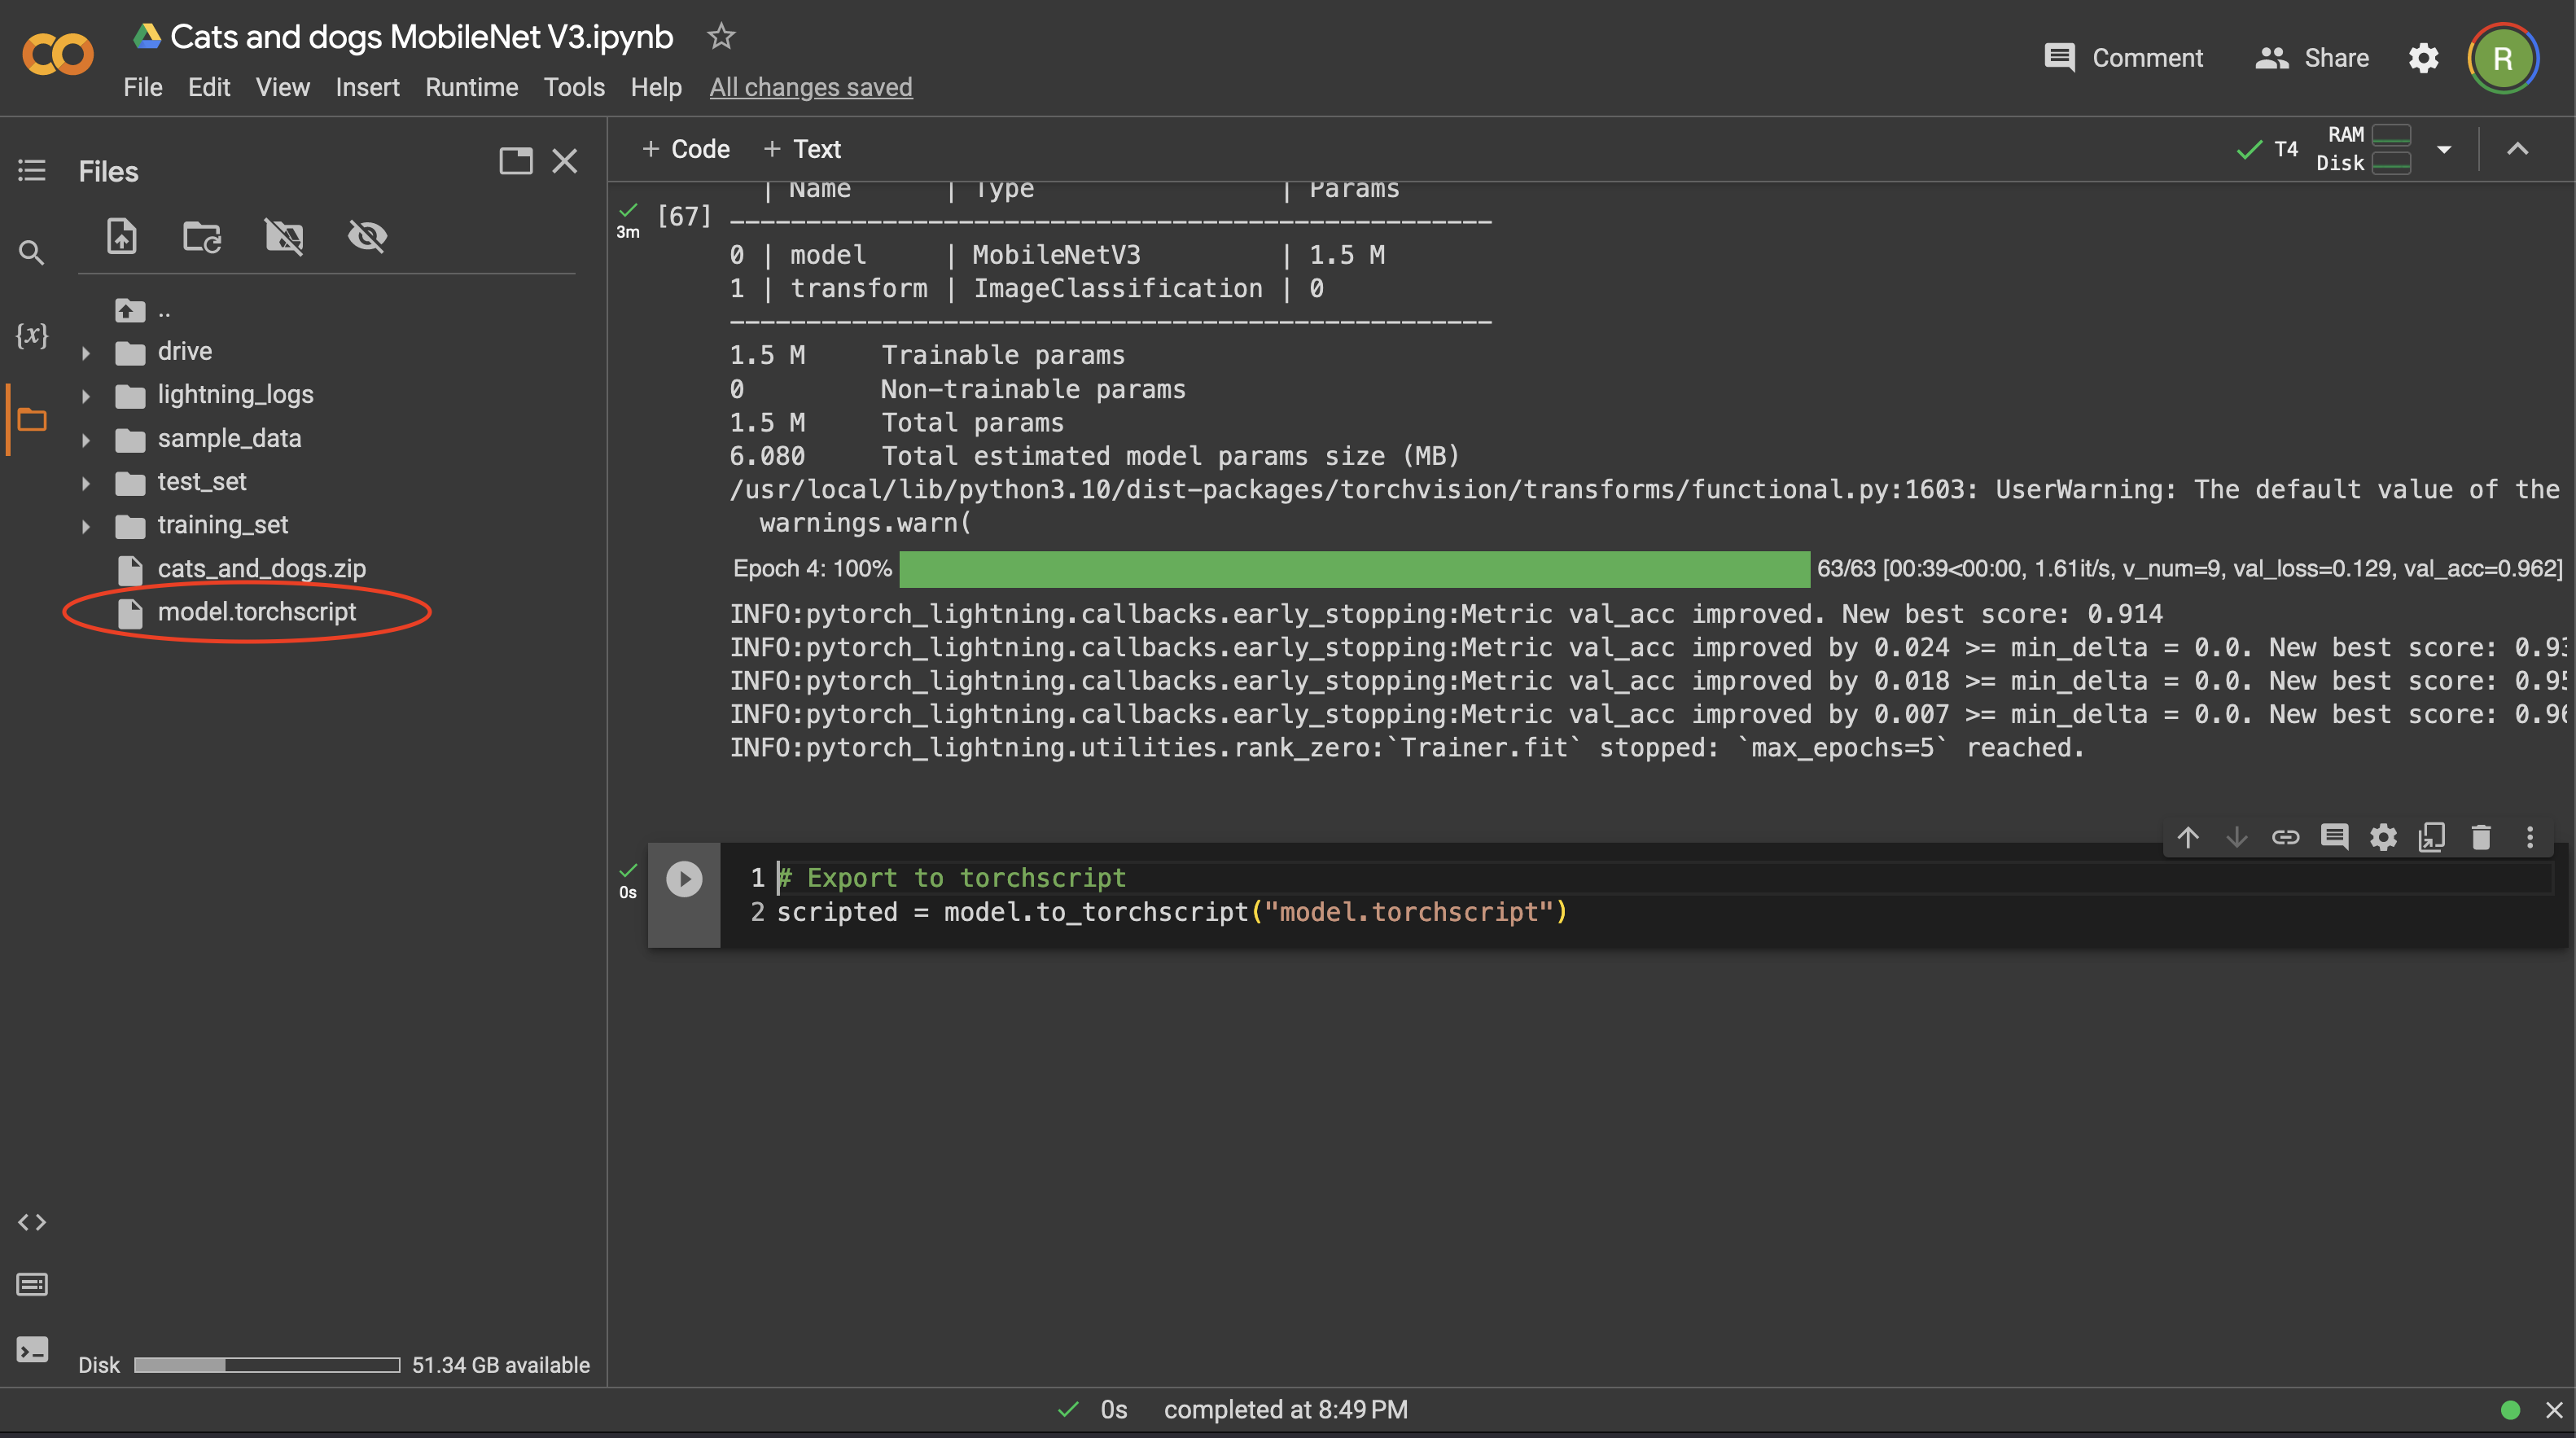 Cats and dogs MobileNet V3.ipynb
File Edit View Insert Runtime Tools Help All changes saved
Comment Share R
Files
{x}
..
drive
lightning_logs
sample_data
test_set
training_set
cats_and_dogs.zip
model.torchscript
Disk 51.34 GB available
+ Code + Text
T4 RAM
Disk
| Name | Type | Params
3m [67] --------------------------------------------------
0 | model | MobileNetV3 | 1.5 M
1 | transform | ImageClassification | 0
--------------------------------------------------
1.5 M Trainable params
0 Non-trainable params
1.5 M Total params
6.080 Total estimated model params size (MB)
/usr/local/lib/python3.10/dist-packages/torchvision/transforms/functional.py:1603: UserWarning: The default value of the
warnings.warn(
Epoch 4: 100% 63/63 [00:39<00:00, 1.61it/s, v_num=9, val_loss=0.129, val_acc=0.962]
INFO:pytorch_lightning.callbacks.early_stopping:Metric val_acc improved. New best score: 0.914
INFO:pytorch_lightning.callbacks.early_stopping:Metric val_acc improved by 0.024 >= min_delta = 0.0. New best score:
INFO:pytorch_lightning.callbacks.early_stopping:Metric val_acc improved by 0.018 >= min_delta = 0.0. New best score:
INFO:pytorch_lightning.callbacks.early_stopping:Metric val_acc improved by 0.007 >= min_delta = 0.0. New best score:
INFO:pytorch_lightning.utilities.rank_zero:`Trainer.fit` stopped: `max_epochs=5` reached.
0s
1 # Export to torchscript
2 scripted = model.to_torchscript("model.torchscript")
0s completed at 8:49 PM